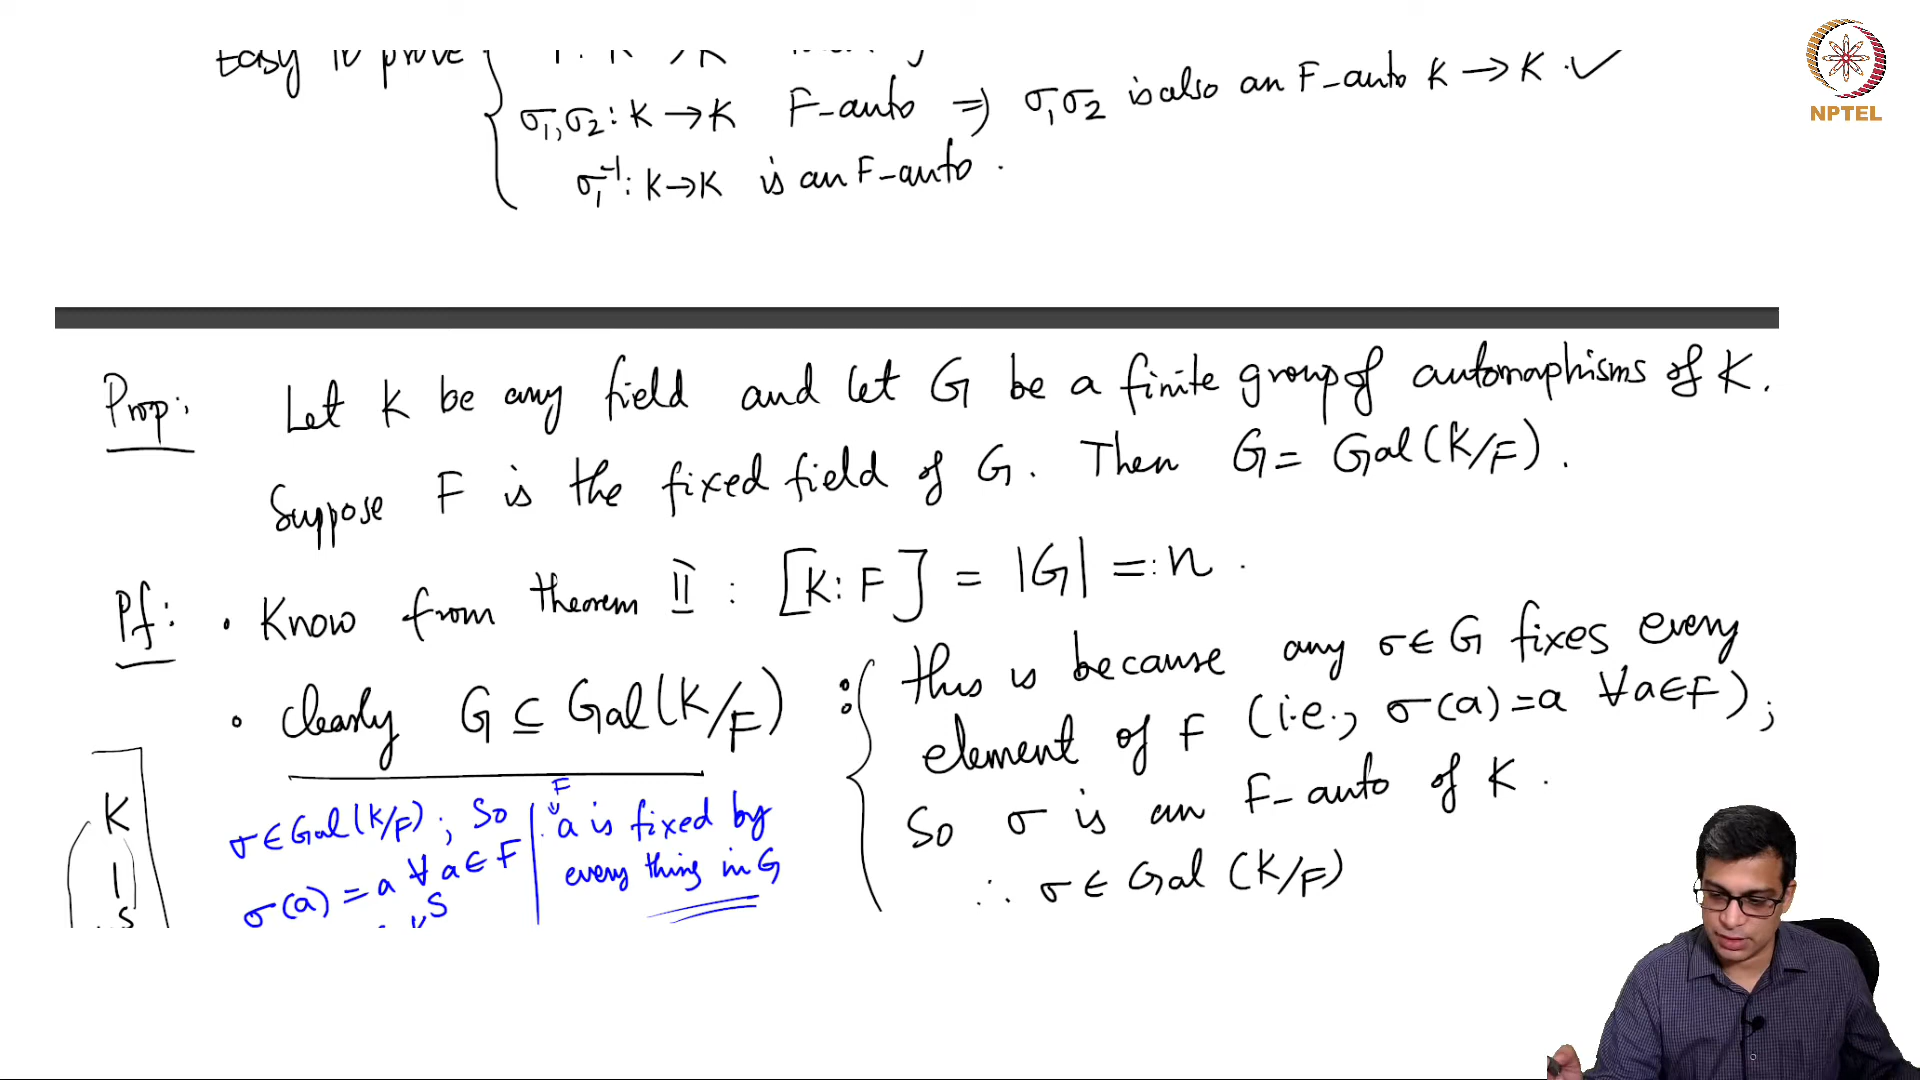 Easy to prove
σ₁,σ₂: K → K F-auto ⇒ σ₁σ₂ is also an F-auto K → K. ✓
σ₁⁻¹: K → K is an F-auto.
NPTEL
Prop: Let K be any field and let G be a finite group of automorphisms of K.
Suppose F is the fixed field of G. Then G = Gal(K/F).
Pf: • Know from theorem II : [K:F] = |G| =: n.
• Clearly G ⊆ Gal(K/F) :
this is because any σ∈G fixes every
element of F (i.e., σ(a)=a ∀a∈F);
So σ is an F-auto of K.
∴ σ∈ Gal (K/F)
K
S
σ∈Gal(K/F); So
σ(a) = a ∀ a∈F
S
F
a is fixed by
every thing in G